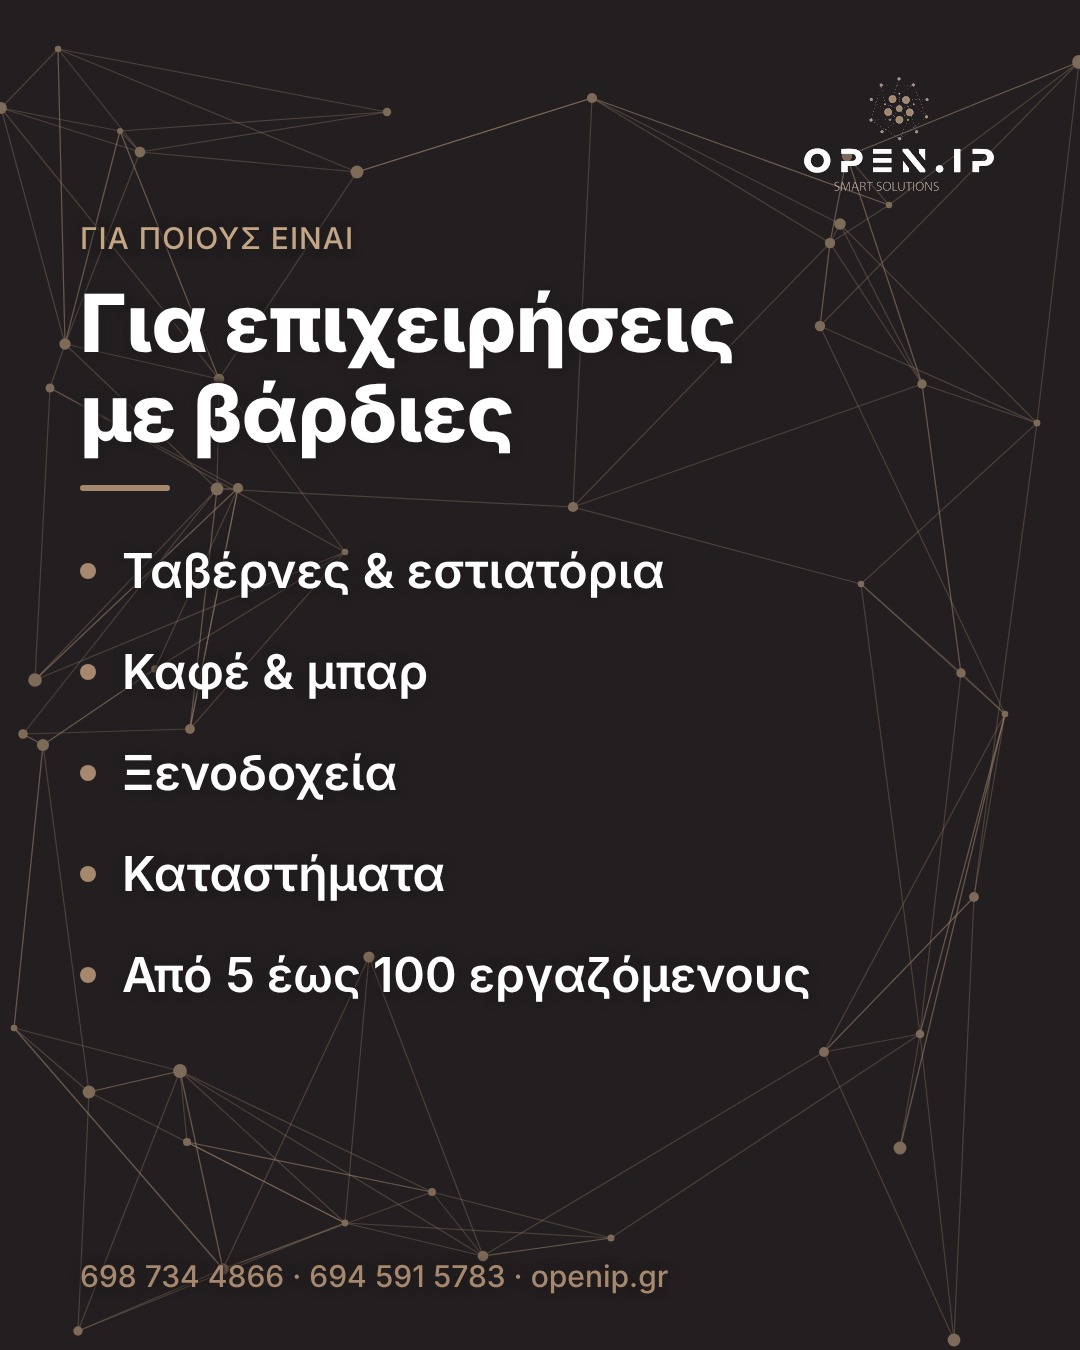 OPEN.IP
SMART SOLUTIONS
ΓΙΑ ΠΟΙΟΥΣ ΕΙΝΑΙ
Για επιχειρήσεις
με βάρδιες
Ταβέρνες & εστιατόρια
Καφέ & μπαρ
Ξενοδοχεία
Καταστήματα
Από 5 έως 100 εργαζόμενους
698 734 4866 · 694 591 5783 · openip.gr